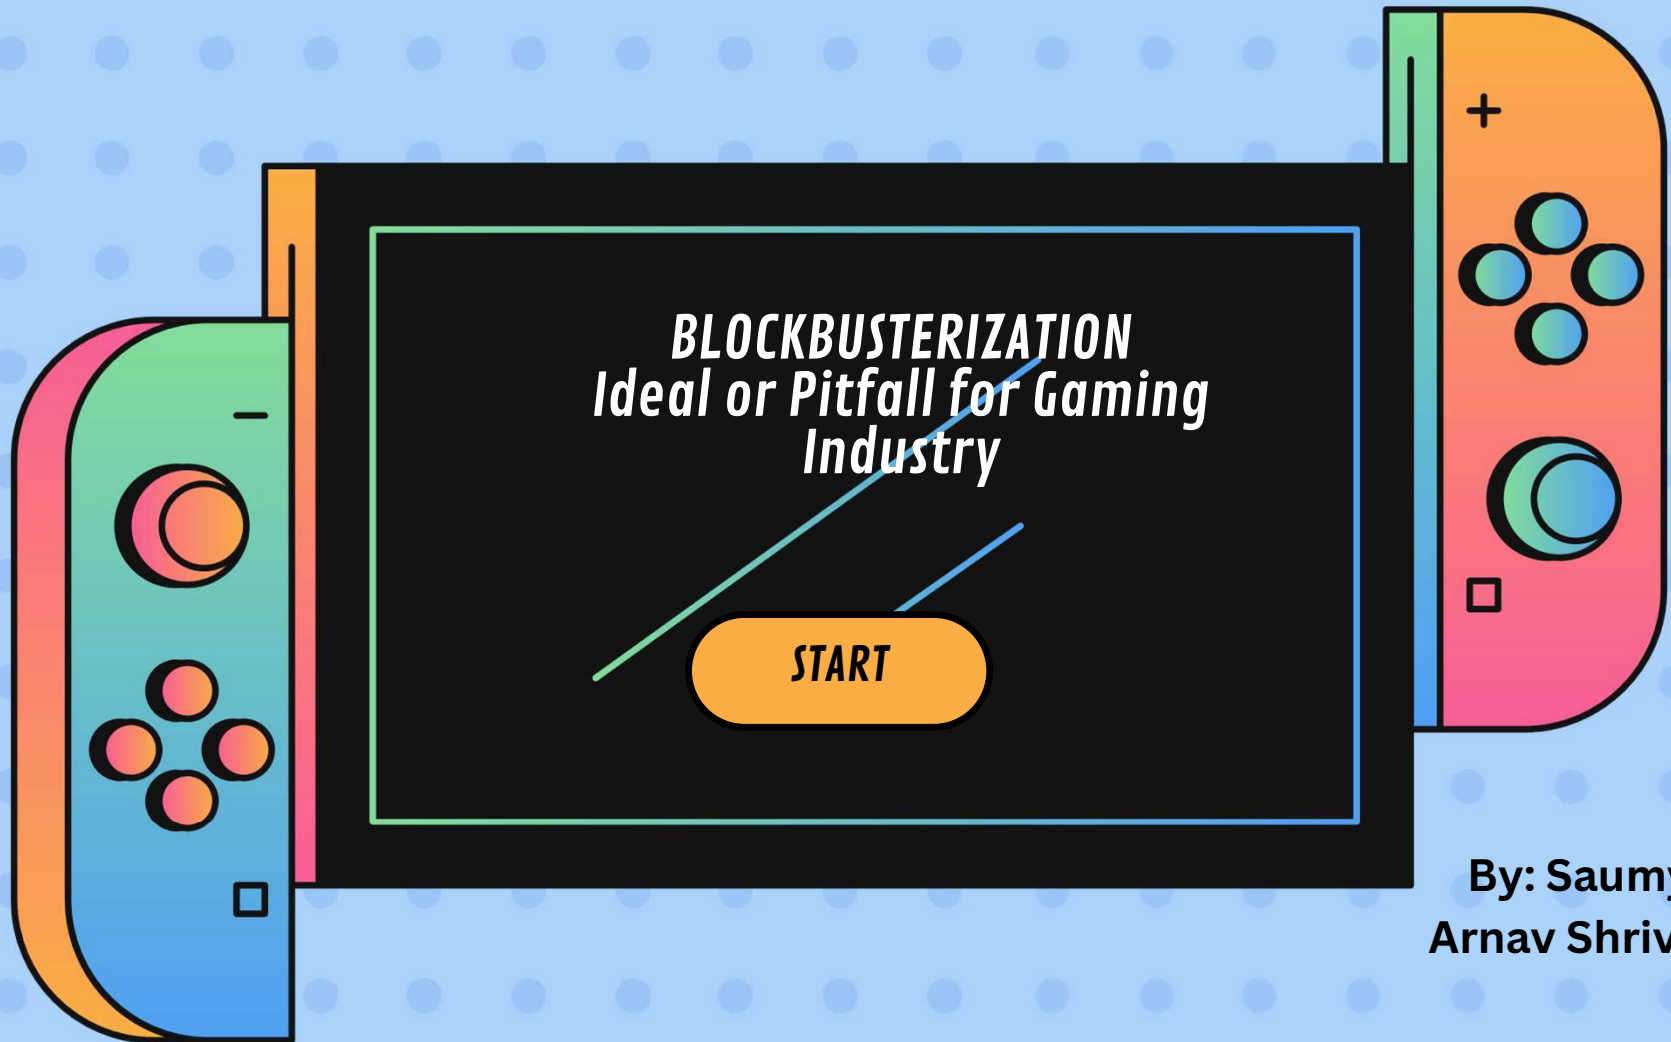 BLOCKBUSTERIZATION
Ideal or Pitfall for Gaming
Industry
START
By:
Arnav